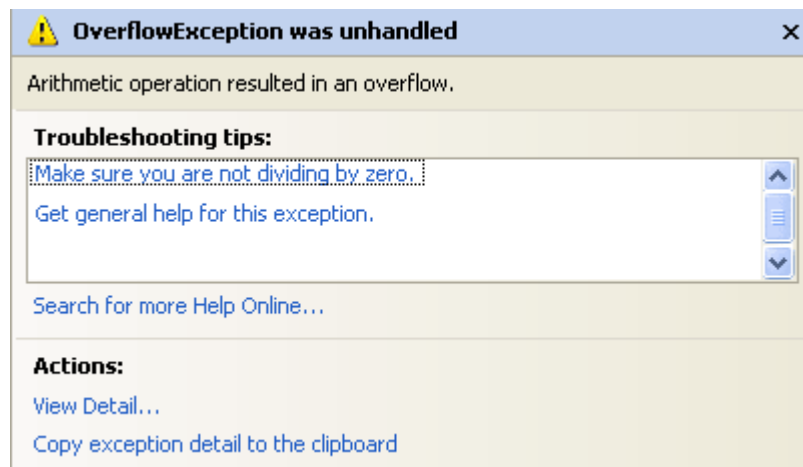 OverflowException was unhandled
Arithmetic operation resulted in an overflow.
Troubleshooting tips:
Make sure you are not dividing by zero.
Get general help for this exception.
Search for more Help Online...
Actions:
View Detail...
Copy exception detail to the clipboard